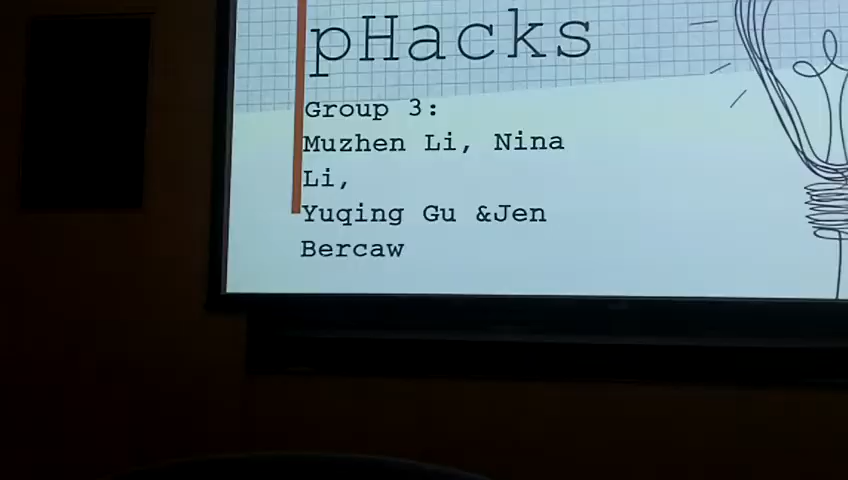 pHacks
Group 3:
Muzhen Li, Nina
Li,
Yuqing Gu &Jen
Bercaw